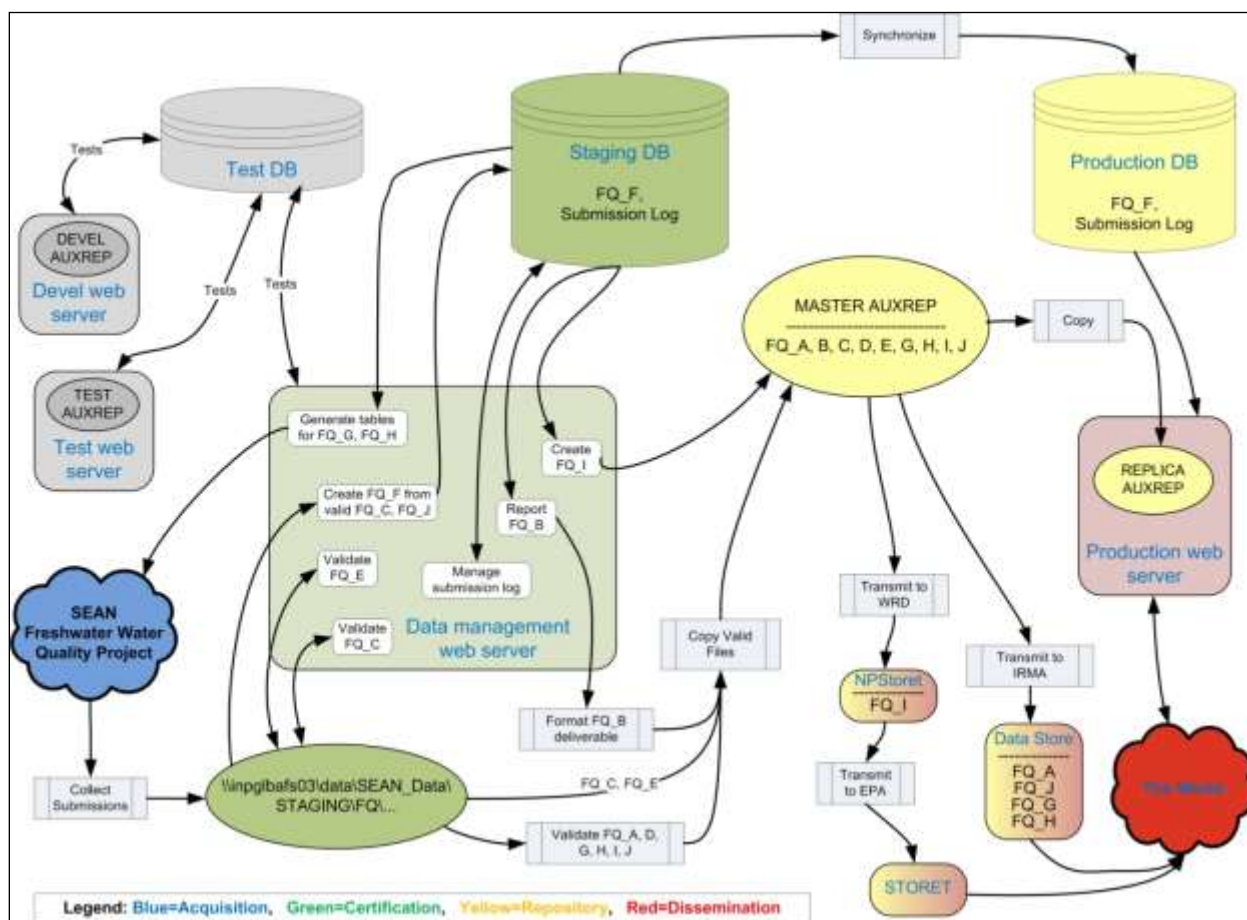 Synchronize
Tests
Test DB
Staging DB
FQ_F,
Submission Log
Production DB
FQ_F,
Submission Log
DEVEL
AUXREP
Devel web
server
Tests
Tests
TEST
AUXREP
Test web
server
MASTER AUXREP
FQ_A, B, C, D, E, G, H, I, J
Copy
Generate tables
for FQ_G, FQ_H
Create
FQ_I
Create FQ_F from
valid FQ_C, FQ_J
Report
FQ_B
Validate
FQ_E
Manage
submission log
Validate
FQ_C
Data management
web server
REPLICA
AUXREP
Production web
server
SEAN
Freshwater Water
Quality Project
Copy Valid
Files
Transmit to
WRD
Transmit to
IRMA
NPStoret
FQ_I
Format FQ_B
deliverable
Data Store
FQ_A
FQ_J
FQ_G
FQ_H
Collect
Submissions
\\inpglbafs03\data\SEAN_Data\
STAGING\FQ\...
FQ_C, FQ_E
Transmit
to EPA
Validate FQ_A, D,
G, H, I, J
STORET
Legend: Blue=Acquisition, Green=Certification, Yellow=Repository, Red=Dissemination